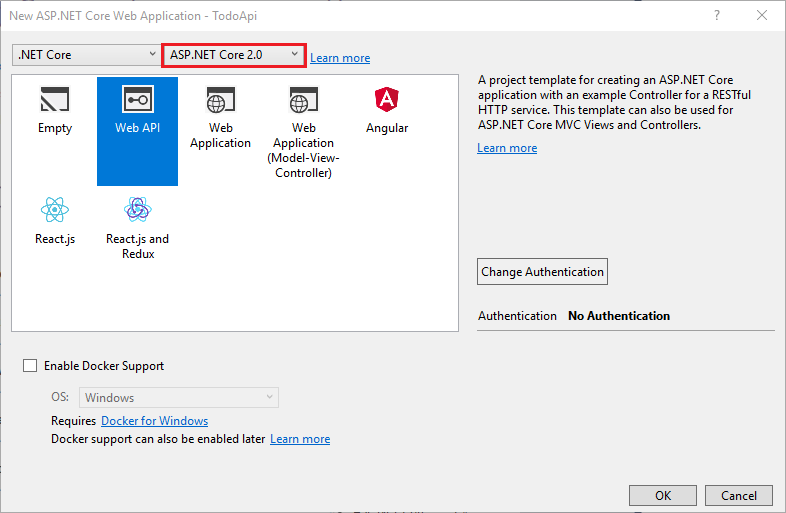 New ASP.NET Core Web Application - TodoApi
.NET Core
ASP.NET Core 2.0
Learn more
Empty
Web API
Web
Application
Web
Application
(Model-View-
Controller)
Angular
React.js
React.js and
Redux
A project template for creating an ASP.NET Core
application with an example Controller for a RESTful
HTTP service. This template can also be used for
ASP.NET Core MVC Views and Controllers.
Learn more
Change Authentication
Authentication No Authentication
Enable Docker Support
OS: Windows
Requires Docker for Windows
Docker support can also be enabled later Learn more
OK
Cancel